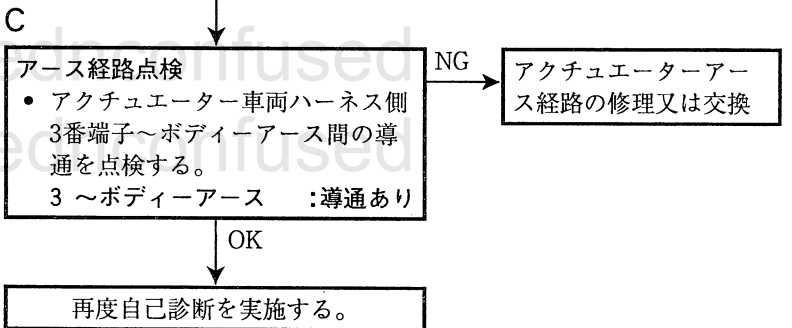 C
アース経路点検
● アクチュエーター車両ハーネス側
3番端子～ボディーアース間の導
通を点検する。
3 ～ボディーアース :導通あり
NG
アクチュエーターアー
ス経路の修理又は交換
OK
再度自己診断を実施する。
ednconfused
ednconfused